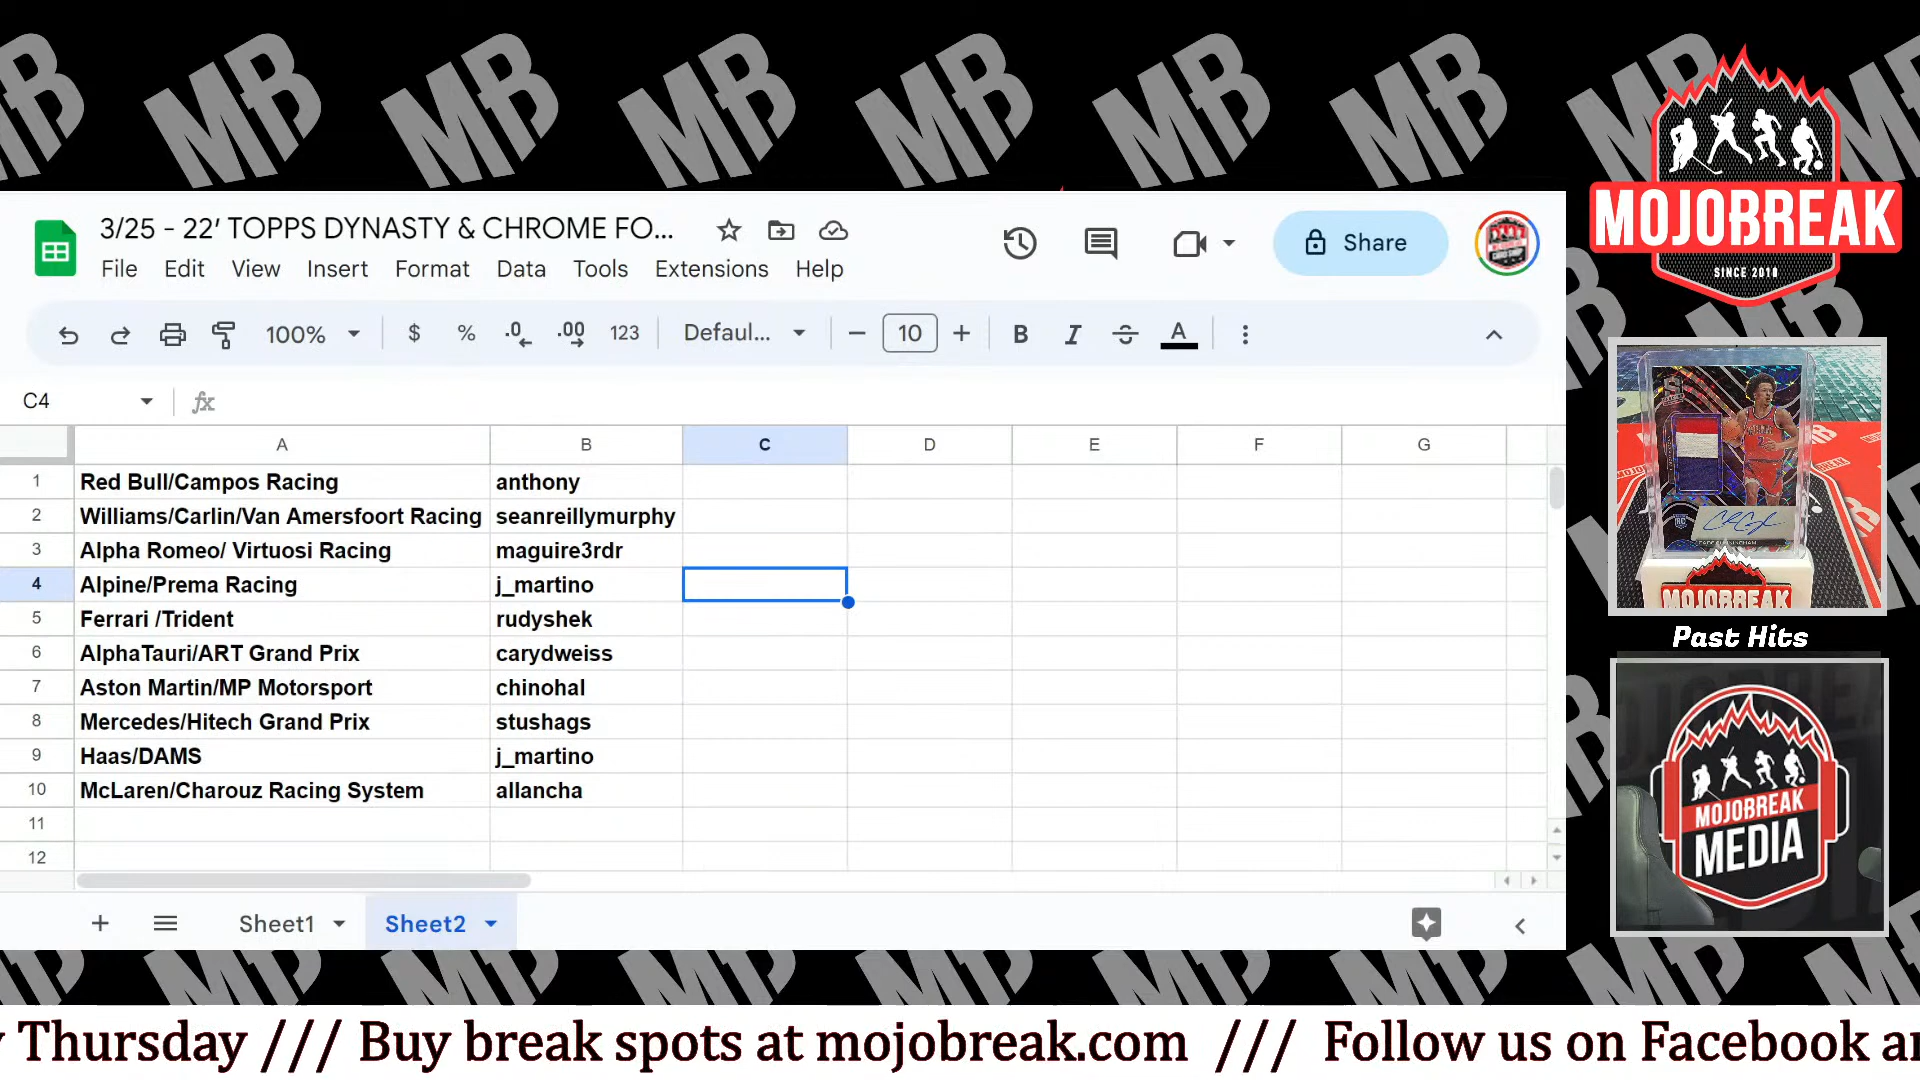 MOJOBREAK
SINCE 2010
3/25 - 22' TOPPS DYNASTY & CHROME FO...
File Edit View Insert Format Data Tools Extensions Help
Share
100% $ % .0 .00 123 Defaul... 10 B I S A
C4 fx
A B C D E F G
1 Red Bull/Campos Racing anthony
2 Williams/Carlin/Van Amersfoort Racing seanreillymurphy
3 Alpha Romeo/ Virtuosi Racing maguire3rdr
4 Alpine/Prema Racing j_martino
5 Ferrari /Trident rudyshek
6 AlphaTauri/ART Grand Prix carydweiss
7 Aston Martin/MP Motorsport chinohal
8 Mercedes/Hitech Grand Prix stushags
9 Haas/DAMS j_martino
10 McLaren/Charouz Racing System allancha
11
12
Sheet1 Sheet2
MOJOBREAK
Past Hits
MOJOBREAK
MEDIA
Thursday /// Buy break spots at mojobreak.com /// Follow us on Facebook